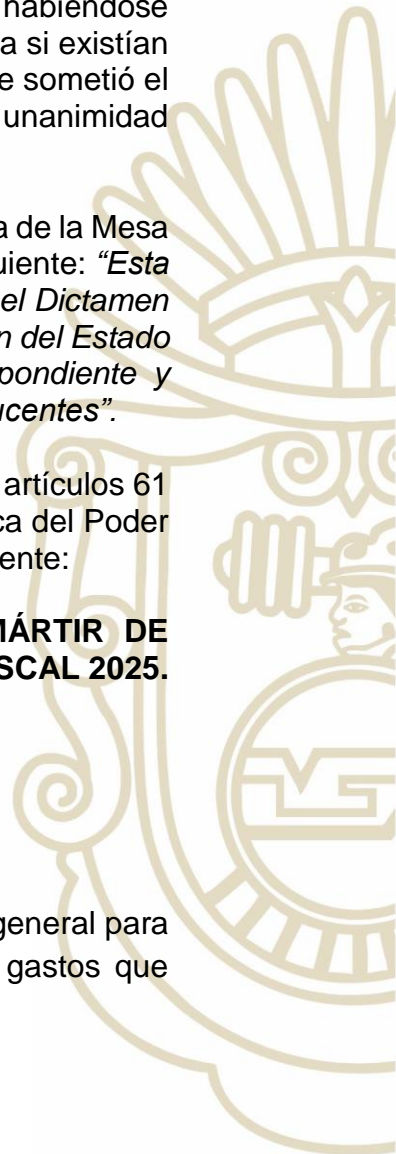 habiéndose
a si existían
e sometió el
unanimidad
a de la Mesa
uiente: “Esta
el Dictamen
n del Estado
pondiente y
ucentes”.
artículos 61
ca del Poder
ente:
MÁRTIR DE
SCAL 2025.
general para
gastos que